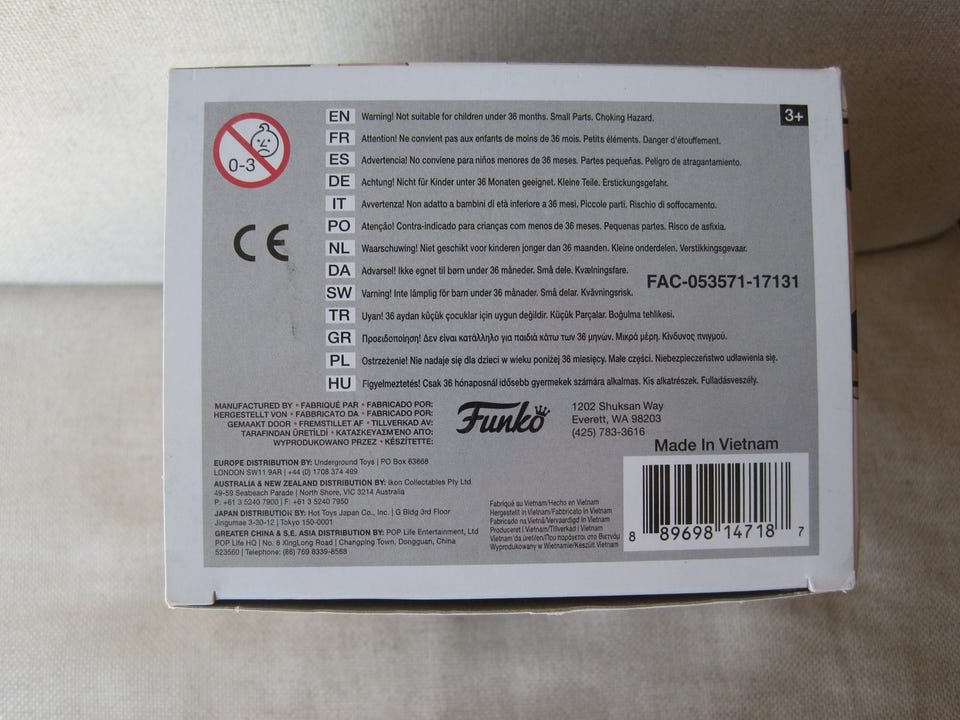 0-3
3+
EN Warning! Not suitable for children under 36 months. Small Parts. Choking Hazard.
FR Attention! Ne convient pas aux enfants de moins de 36 mois. Petits éléments. Danger d'étouffement.
ES Advertencia! No conviene para niños menores de 36 meses. Partes pequeñas. Peligro de atragantamiento.
DE Achtung! Nicht für Kinder unter 36 Monaten geeignet. Kleine Teile. Erstickungsgefahr.
IT Avvertenza! Non adatto a bambini di età inferiore a 36 mesi. Piccole parti. Rischio di soffocamento.
PO Atenção! Contra-indicado para crianças com menos de 36 meses. Pequenas partes. Risco de asfixia.
CE
NL Waarschuwing! Niet geschikt voor kinderen jonger dan 36 maanden. Kleine onderdelen. Verstikkingsgevaar.
DA Advarsel! Ikke egnet til børn under 36 måneder. Små dele. Kvælningsfare.
FAC-053571-17131
SW Varning! Inte lämplig för barn under 36 månader. Små delar. Kvävningsrisk.
TR Uyarı! 36 aydan küçük çocuklar için uygun değildir. Küçük Parçalar. Boğulma tehlikesi.
GR Προειδοποίηση! Δεν είναι κατάλληλο για παιδιά κάτω των 36 μηνών. Μικρά μέρη. Κίνδυνος πνιγμού.
PL Ostrzeżenie! Nie nadaje się dla dzieci w wieku poniżej 36 miesięcy. Małe części. Niebezpieczeństwo udławienia się.
HU Figyelmeztetés! Csak 36 hónaposnál idősebb gyermekek számára alkalmas. Kis alkatrészek. Fulladásveszély.
MANUFACTURED BY • FABRIQUÉ PAR • FABRICADO POR:
HERGESTELLT VON • FABBRICATO DA • FABRICADO POR:
GEMAAKT DOOR • FREMSTILLET AF • TILLVERKAD AV:
TARAFINDAN ÜRETİLDİ • ΚΑΤΑΣΚΕΥΑΣΜΕΝΟ ΑΠΟ:
WYPRODUKOWANO PRZEZ • KÉSZÍTETTE:
Funko
1202 Shuksan Way
Everett, WA 98203
(425) 783-3616
Made In Vietnam
EUROPE DISTRIBUTION BY: Underground Toys | PO Box 63668
LONDON SW11 9AR | +44 (0) 1708 374 499
AUSTRALIA & NEW ZEALAND DISTRIBUTION BY: Ikon Collectables Pty Ltd
49-59 Seabeach Parade | North Shore, VIC 3214 Australia
P: +61 3 5240 7900 | F: +61 3 5240 7950
JAPAN DISTRIBUTION BY: Hot Toys Japan Co., Inc. | G Bldg 3rd Floor
Jingumae 3-30-12 | Tokyo 150-0001
GREATER CHINA & S.E. ASIA DISTRIBUTION BY: POP Life Entertainment, Ltd
POP Life HQ | No. 8 XingLong Road | Changping Town, Dongguan, China
523560 | Telephone: (86) 769 8339-8588
Fabriqué au Vietnam/Hecho en Vietnam
Hergestellt in Vietnam/Fabbricato in Vietnam
Fabricado na Vietnã/Vervaardigd in Vietnam
Produceret i Vietnam/Tillverkad i Vietnam
Vietnam'da üretilen/Που παράγεται στο Βιετνάμ
Wyprodukowany w Wietnamie/Készült Vietnam
8 89698 14718 7